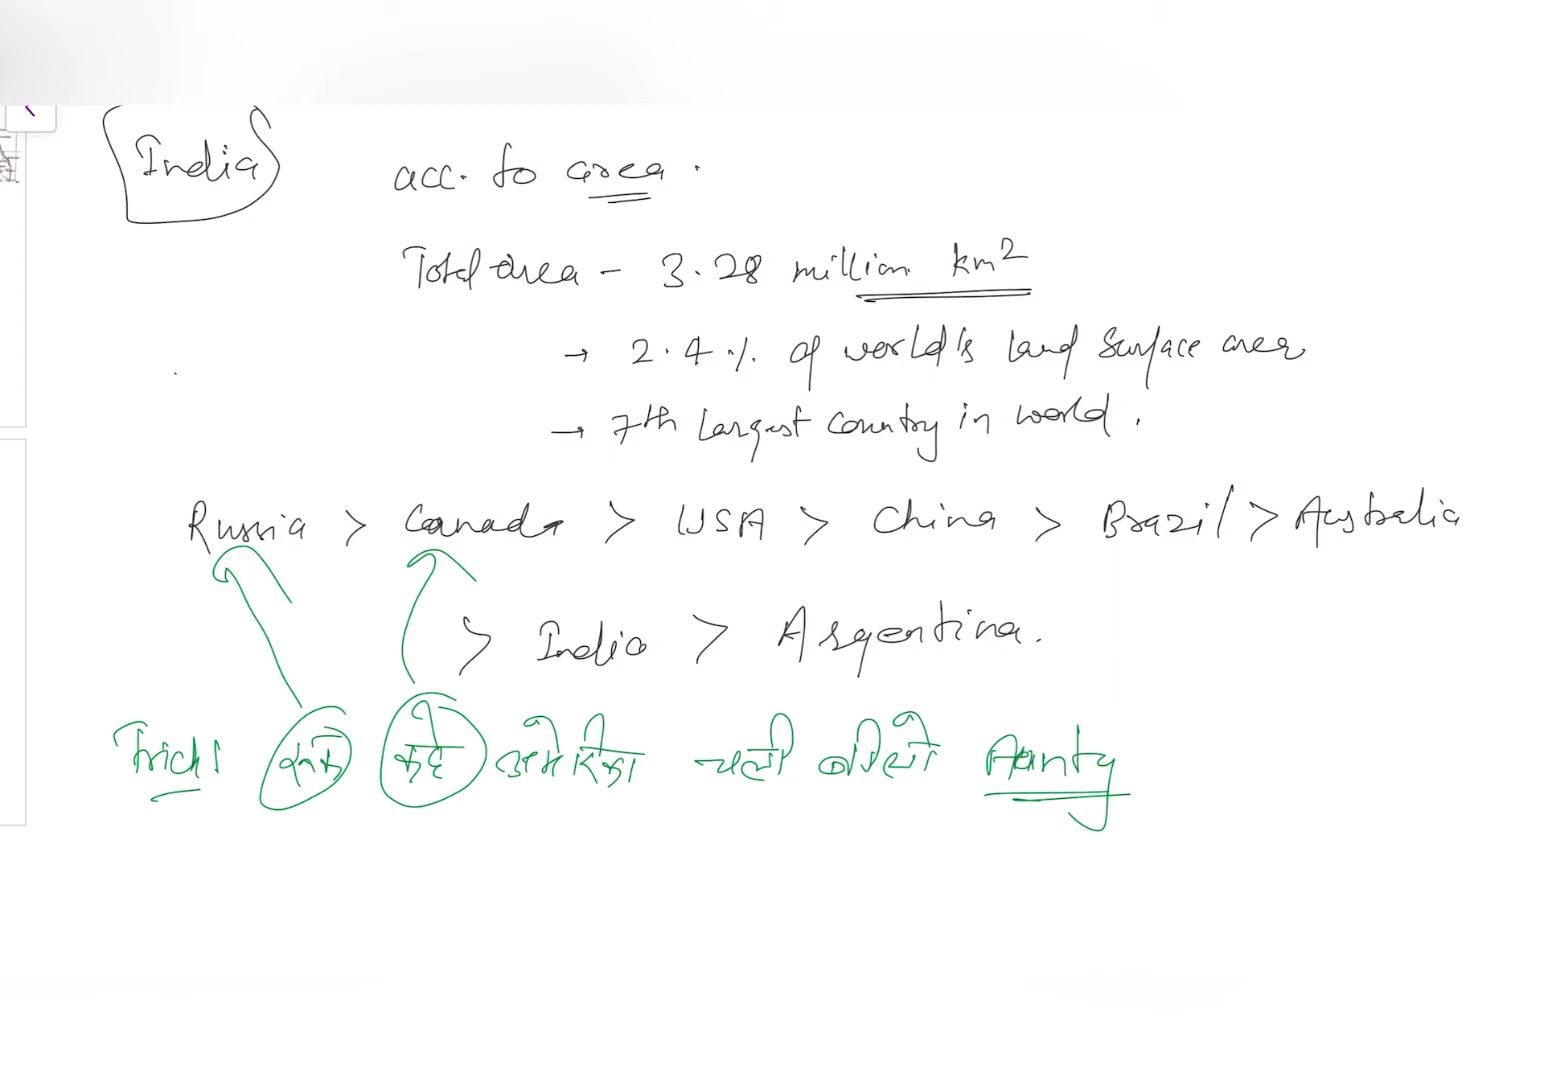 India
acc. to area.
Total area - 3.28 million km²
→ 2.4 % of world's land Surface area
→ 7th Largest Country in world.
Russia > Canada > USA > China > Brazil > Australia
> India > Argentina.
Trick! अमेरिका चली Aunty